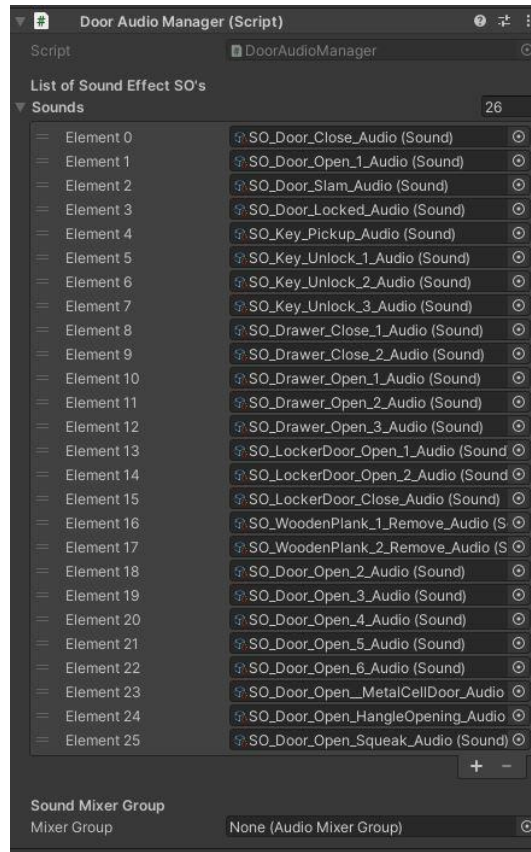 # Door Audio Manager (Script)
Script DoorAudioManager
List of Sound Effect SO's
Sounds 26
Element 0 SO_Door_Close_Audio (Sound)
Element 1 SO_Door_Open_1_Audio (Sound)
Element 2 SO_Door_Slam_Audio (Sound)
Element 3 SO_Door_Locked_Audio (Sound)
Element 4 SO_Key_Pickup_Audio (Sound)
Element 5 SO_Key_Unlock_1_Audio (Sound)
Element 6 SO_Key_Unlock_2_Audio (Sound)
Element 7 SO_Key_Unlock_3_Audio (Sound)
Element 8 SO_Drawer_Close_1_Audio (Sound)
Element 9 SO_Drawer_Close_2_Audio (Sound)
Element 10 SO_Drawer_Open_1_Audio (Sound)
Element 11 SO_Drawer_Open_2_Audio (Sound)
Element 12 SO_Drawer_Open_3_Audio (Sound)
Element 13 SO_LockerDoor_Open_1_Audio (Sound
Element 14 SO_LockerDoor_Open_2_Audio (Sound
Element 15 SO_LockerDoor_Close_Audio (Sound)
Element 16 SO_WoodenPlank_1_Remove_Audio (S
Element 17 SO_WoodenPlank_2_Remove_Audio (S
Element 18 SO_Door_Open_2_Audio (Sound)
Element 19 SO_Door_Open_3_Audio (Sound)
Element 20 SO_Door_Open_4_Audio (Sound)
Element 21 SO_Door_Open_5_Audio (Sound)
Element 22 SO_Door_Open_6_Audio (Sound)
Element 23 SO_Door_Open__MetalCellDoor_Audio
Element 24 SO_Door_Open_HangleOpening_Audio
Element 25 SO_Door_Open_Squeak_Audio (Sound)
+ -
Sound Mixer Group
Mixer Group None (Audio Mixer Group)